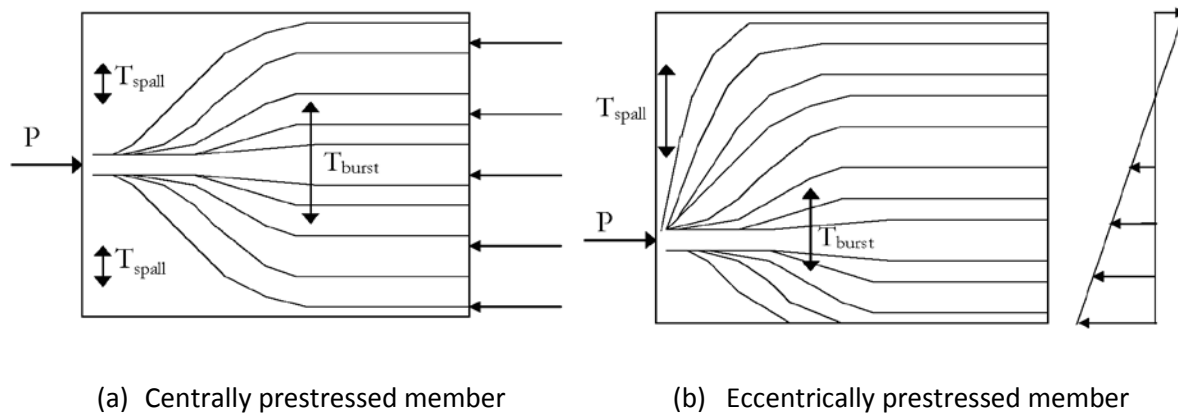 T_spall
P
T_burst
T_spall
T_spall
P
T_burst
(a) Centrally prestressed member
(b) Eccentrically prestressed member